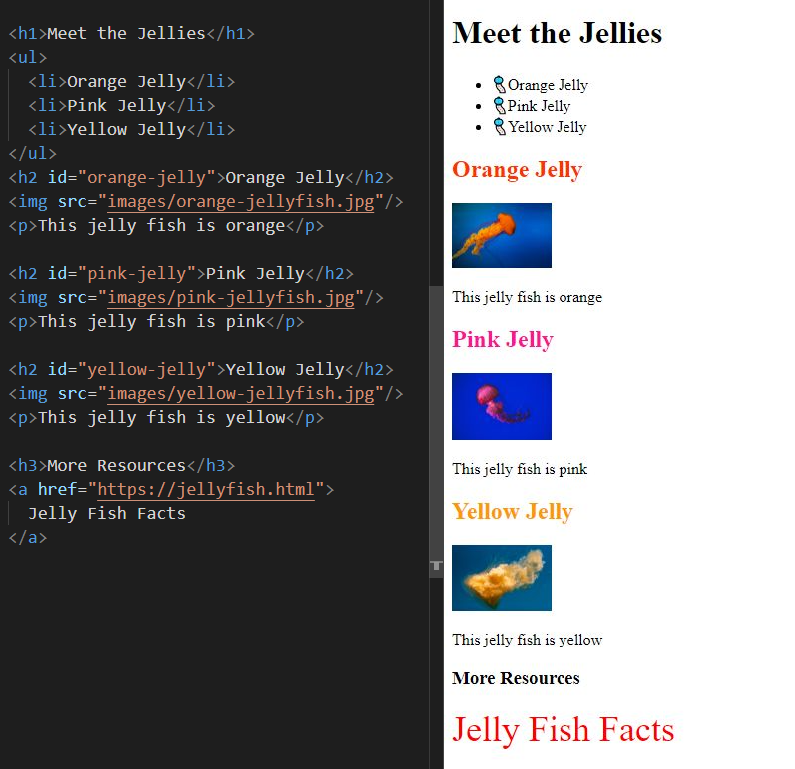 <h1>Meet the Jellies</h1>
<ul>
<li>Orange Jelly</li>
<li>Pink Jelly</li>
<li>Yellow Jelly</li>
</ul>
<h2 id="orange-jelly">Orange Jelly</h2>
<img src="images/orange-jellyfish.jpg"/>
<p>This jelly fish is orange</p>
<h2 id="pink-jelly">Pink Jelly</h2>
<img src="images/pink-jellyfish.jpg"/>
<p>This jelly fish is pink</p>
<h2 id="yellow-jelly">Yellow Jelly</h2>
<img src="images/yellow-jellyfish.jpg"/>
<p>This jelly fish is yellow</p>
<h3>More Resources</h3>
<a href="https://jellyfish.html">
Jelly Fish Facts
</a>
Meet the Jellies
Orange Jelly
Pink Jelly
Yellow Jelly
Orange Jelly
This jelly fish is orange
Pink Jelly
This jelly fish is pink
Yellow Jelly
This jelly fish is yellow
More Resources
Jelly Fish Facts